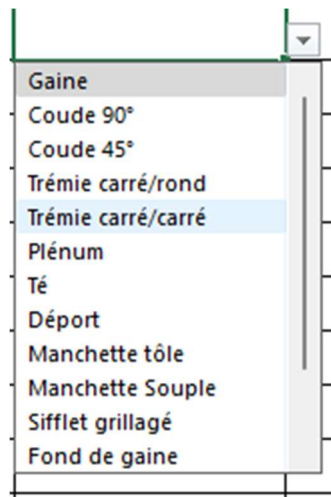 Gaine
Coude 90°
Coude 45°
Trémie carré/rond
Trémie carré/carré
Plénum
Té
Déport
Manchette tôle
Manchette Souple
Sifflet grillagé
Fond de gaine